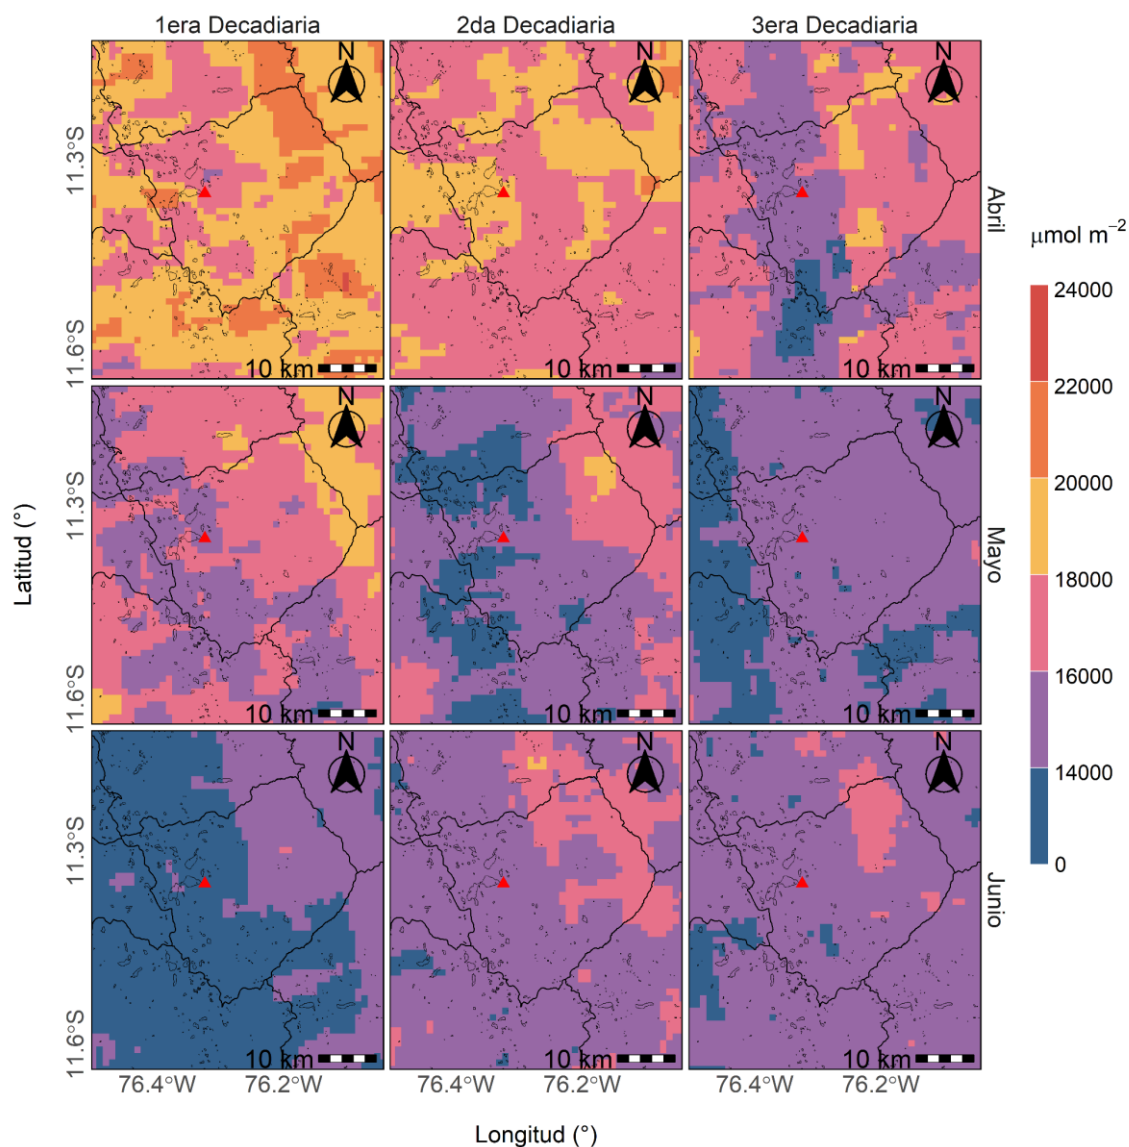 1era Decadiaria
2da Decadiaria
3era Decadiaria
N
N
N
11.3°S
11.6°S
10 km
10 km
10 km
Abril
N
N
N
11.3°S
11.6°S
10 km
10 km
10 km
Mayo
N
N
N
11.3°S
11.6°S
10 km
10 km
10 km
Junio
76.4°W
76.2°W
76.4°W
76.2°W
76.4°W
76.2°W
Latitud (°)
Longitud (°)
μmol m⁻²
24000
22000
20000
18000
16000
14000
0